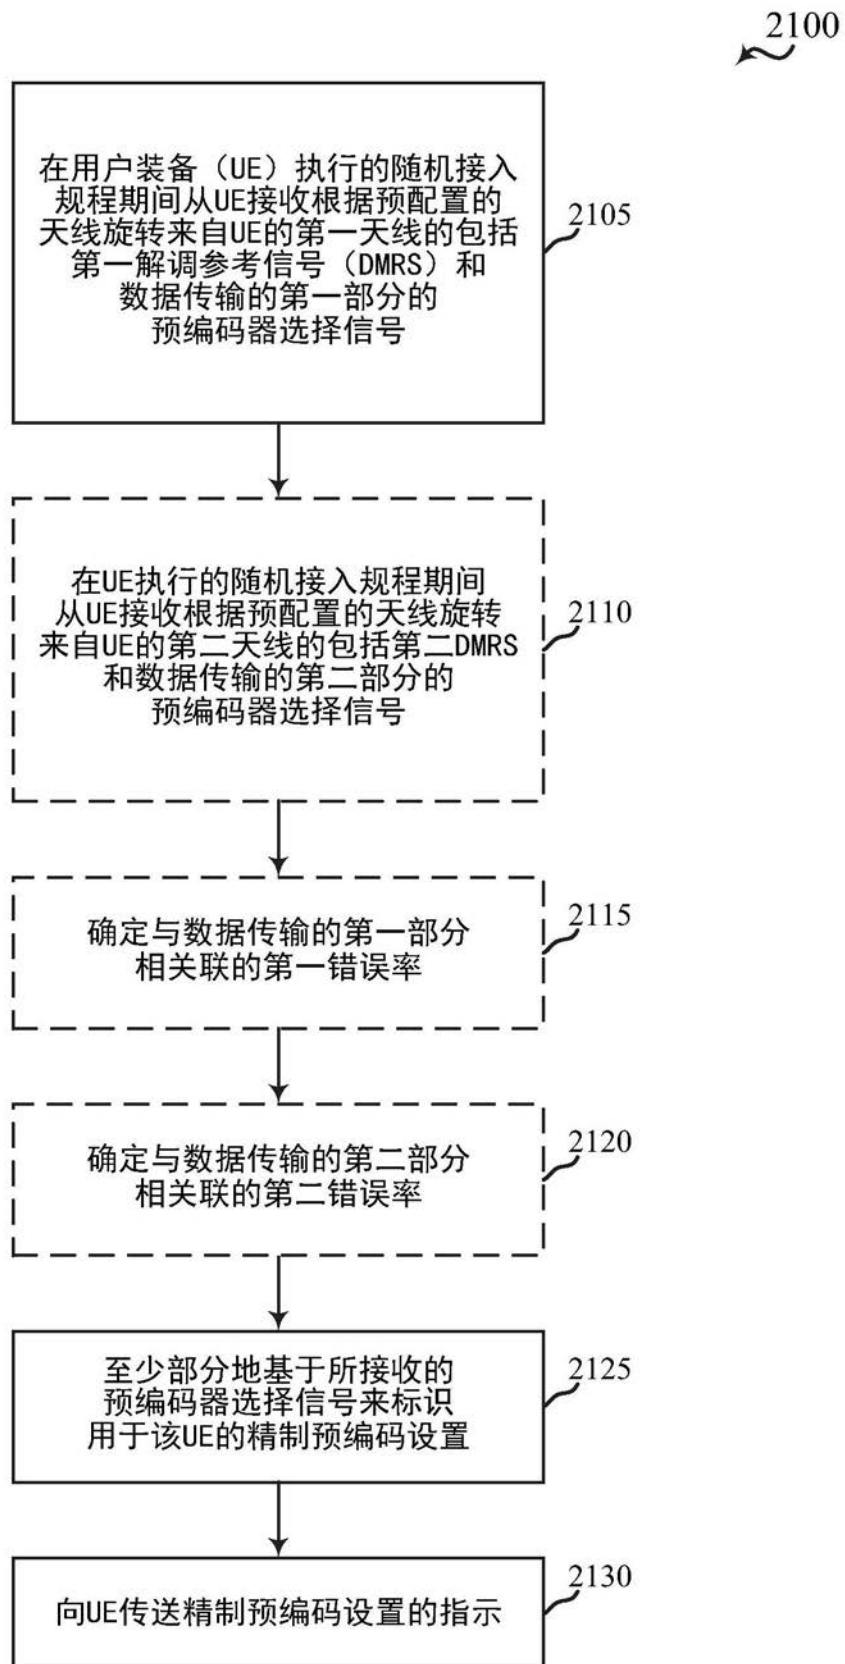 2100
在用户装备（UE）执行的随机接入
规程期间从UE接收根据预配置的
天线旋转来自UE的第一天线的包括
第一解调参考信号（DMRS）和
数据传输的第一部分的
预编码器选择信号
2105
在UE执行的随机接入规程期间
从UE接收根据预配置的天线旋转
来自UE的第二天线的包括第二DMRS
和数据传输的第二部分的
预编码器选择信号
2110
确定与数据传输的第一部分
相关联的第一错误率
2115
确定与数据传输的第二部分
相关联的第二错误率
2120
至少部分地基于所接收的
预编码器选择信号来标识
用于该UE的精制预编码设置
2125
向UE传送精制预编码设置的指示
2130